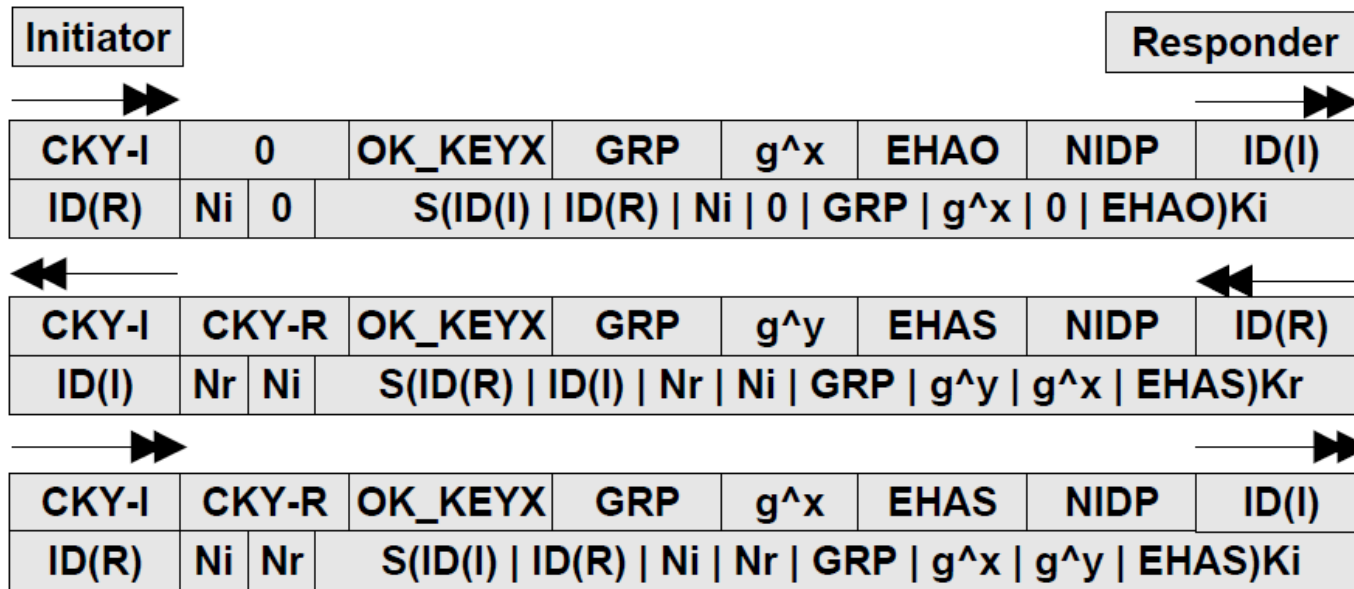 Initiator
Responder
CKY-I 0 OK_KEYX GRP g^x EHAO NIDP ID(I)
ID(R) Ni 0 S(ID(I) | ID(R) | Ni | 0 | GRP | g^x | 0 | EHAO)Ki
CKY-I CKY-R OK_KEYX GRP g^y EHAS NIDP ID(R)
ID(I) Nr Ni S(ID(R) | ID(I) | Nr | Ni | GRP | g^y | g^x | EHAS)Kr
CKY-I CKY-R OK_KEYX GRP g^x EHAS NIDP ID(I)
ID(R) Ni Nr S(ID(I) | ID(R) | Ni | Nr | GRP | g^x | g^y | EHAS)Ki